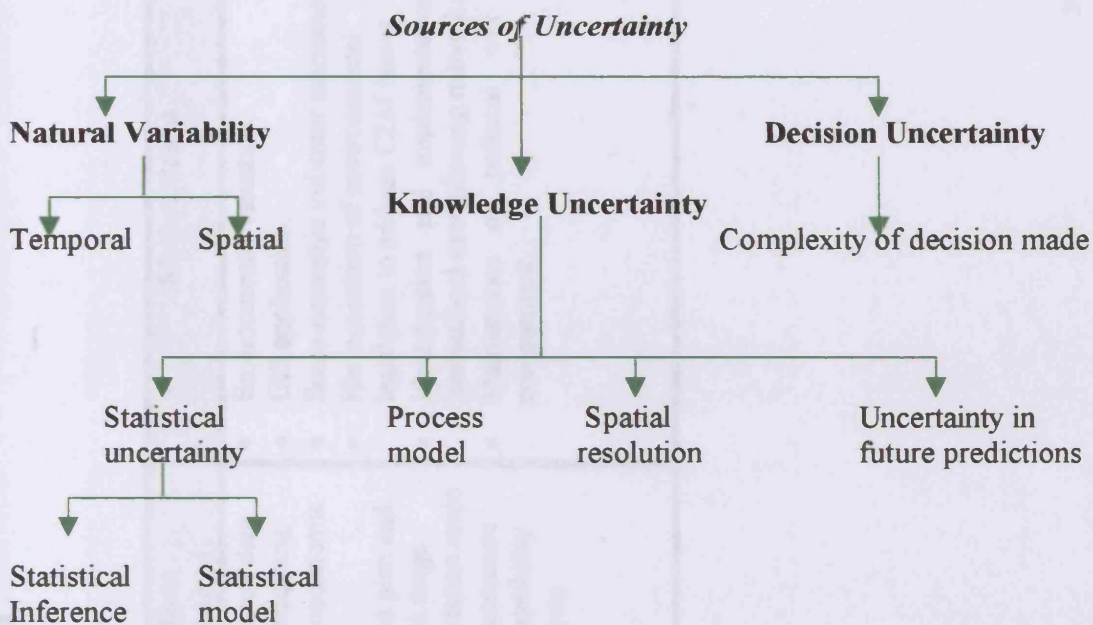 Sources of Uncertainty
Natural Variability
Decision Uncertainty
Knowledge Uncertainty
Temporal
Spatial
Complexity of decision made
Statistical
uncertainty
Process
model
Spatial
resolution
Uncertainty in
future predictions
Statistical
Inference
Statistical
model